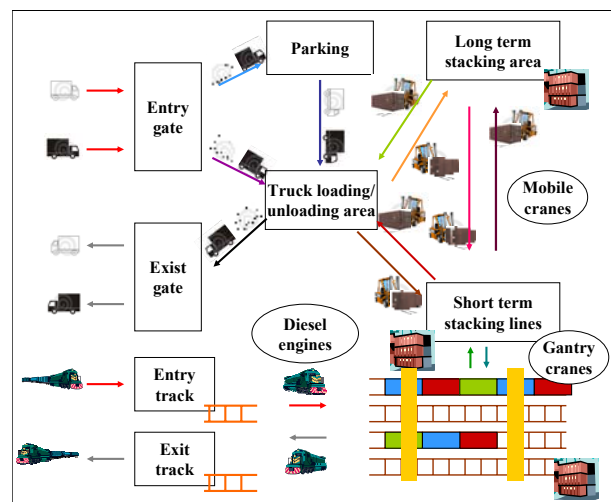 Parking
Long term
stacking area
Entry
gate
Truck loading/
unloading area
Mobile
cranes
Exist
gate
Diesel
engines
Short term
stacking lines
Gantry
cranes
Entry
track
Exit
track